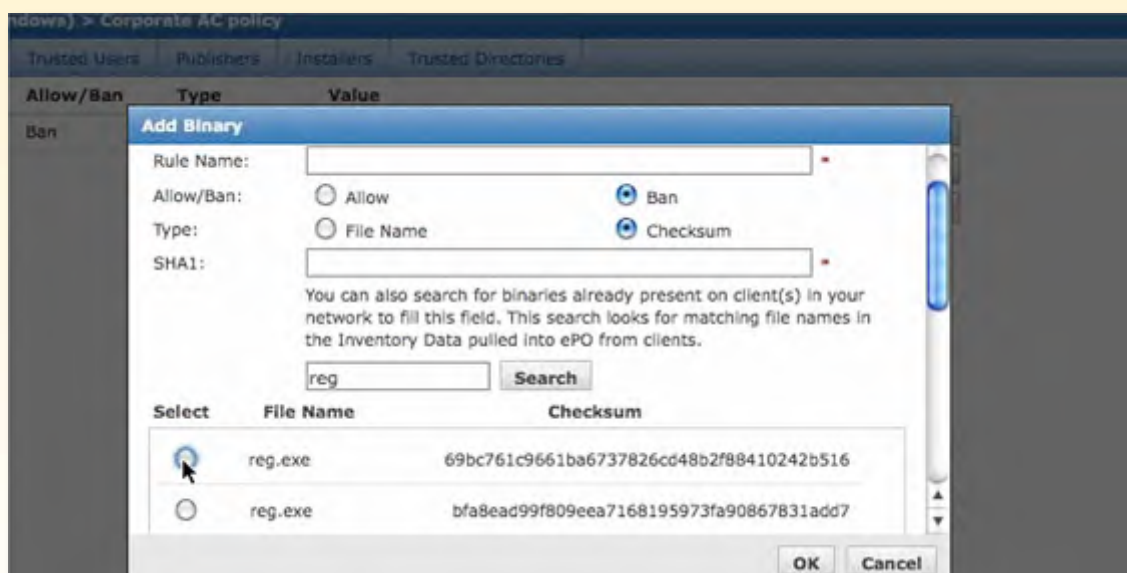 ndows) > Corporate AC policy
Trusted Users Publishers Installers Trusted Directories
Allow/Ban Type Value
Ban
Add Binary
Rule Name:
Allow/Ban: Allow Ban
Type: File Name Checksum
SHA1:
You can also search for binaries already present on client(s) in your
network to fill this field. This search looks for matching file names in
the Inventory Data pulled into ePO from clients.
reg Search
Select File Name Checksum
reg.exe 69bc761c9661ba6737826cd48b2f88410242b516
reg.exe bfa8ead99f809eea7168195973fa90867831add7
OK Cancel